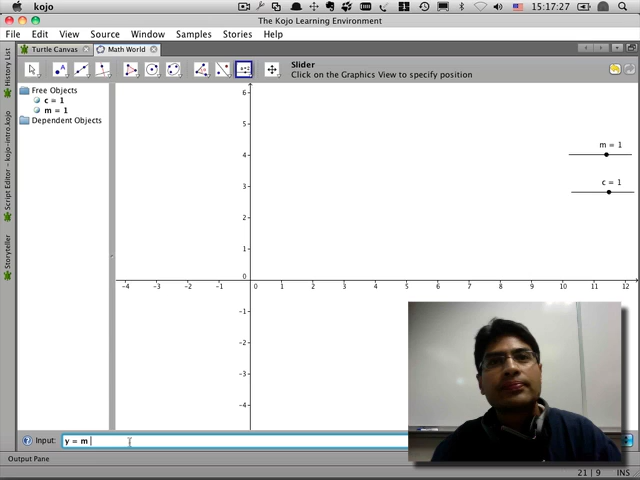 kojo
15:17:27
The Kojo Learning Environment
File Source Code Window Samples Stories Help
Turtle Canvas
Math World
Slider
Click on the Graphics View to specify position
History List
Script Editor - kojo-intro.kojo
Storyteller
Free Objects
c = 1
m = 1
Dependent Objects
6
5
4
3
2
1
0
-1
-2
-3
-4
-4 -3 -2 -1 0 1 2 3 4 5 6 7 8 9 10 11 12
m = 1
c = 1
Input: y = m
Output Pane
21 | 9 INS